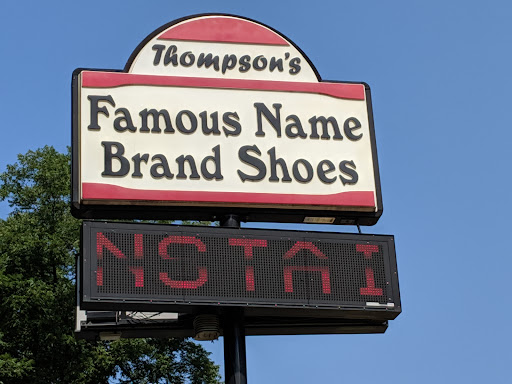 Thompson's
Famous Name
Brand Shoes
NSTAI